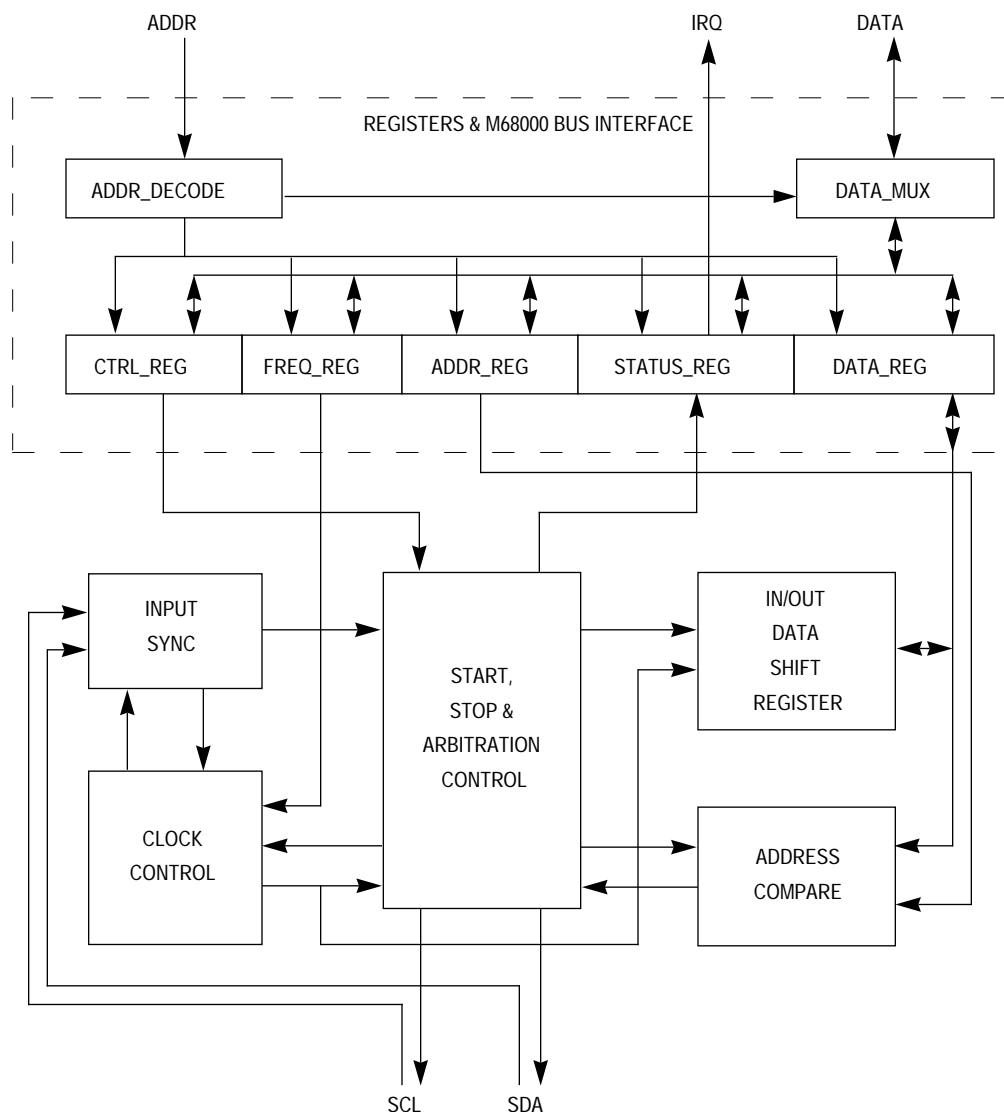 ADDR
IRQ
DATA
REGISTERS & M68000 BUS INTERFACE
ADDR_DECODE
DATA_MUX
CTRL_REG
FREQ_REG
ADDR_REG
STATUS_REG
DATA_REG
INPUT
SYNC
START,
STOP &
ARBITRATION
CONTROL
IN/OUT
DATA
SHIFT
REGISTER
CLOCK
CONTROL
ADDRESS
COMPARE
SCL
SDA